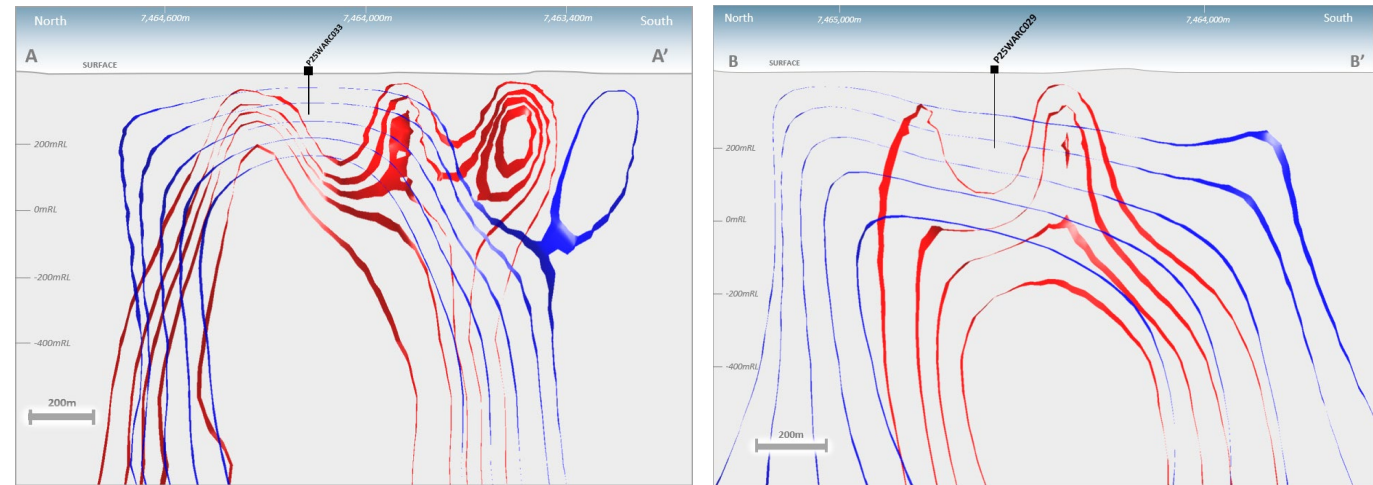 North
7,464,600m
7,464,000m
7,463,400m
South
P25WARC033
A
A'
SURFACE
200mRL
0mRL
-200mRL
-400mRL
200m
North
7,465,000m
7,464,000m
South
P25WARC029
B
B'
SURFACE
200mRL
0mRL
-200mRL
-400mRL
200m